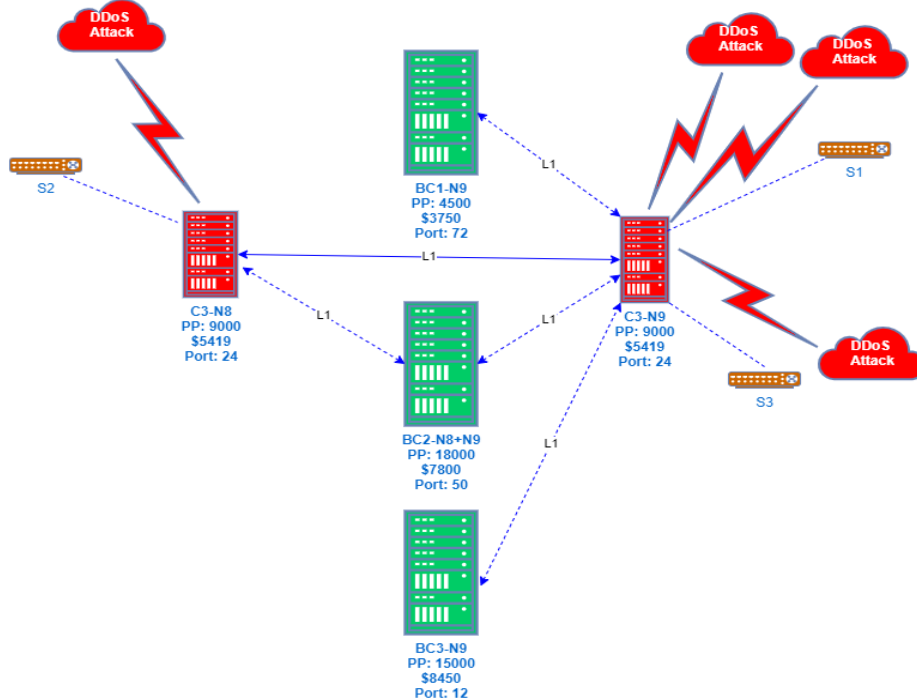 DDoS
Attack
DDoS
Attack
DDoS
Attack
S2
S1
L1
BC1-N9
PP: 4500
$3750
Port: 72
L1
C3-N8
PP: 9000
$5419
Port: 24
C3-N9
PP: 9000
$5419
Port: 24
L1
L1
DDoS
Attack
S3
BC2-N8+N9
PP: 18000
$7800
Port: 50
L1
BC3-N9
PP: 15000
$8450
Port: 12